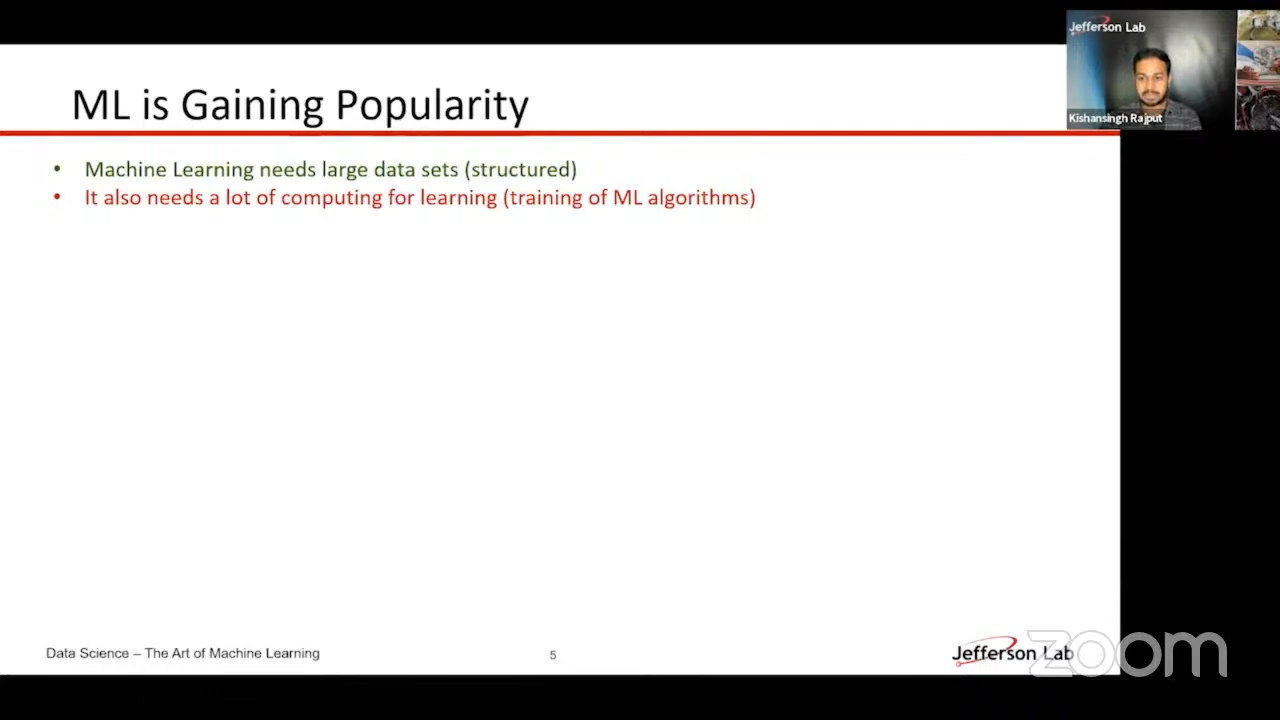 Jefferson Lab
Kishansingh Rajput
ML is Gaining Popularity
• Machine Learning needs large data sets (structured)
• It also needs a lot of computing for learning (training of ML algorithms)
Data Science – The Art of Machine Learning
5
Jefferson Lab
zoom